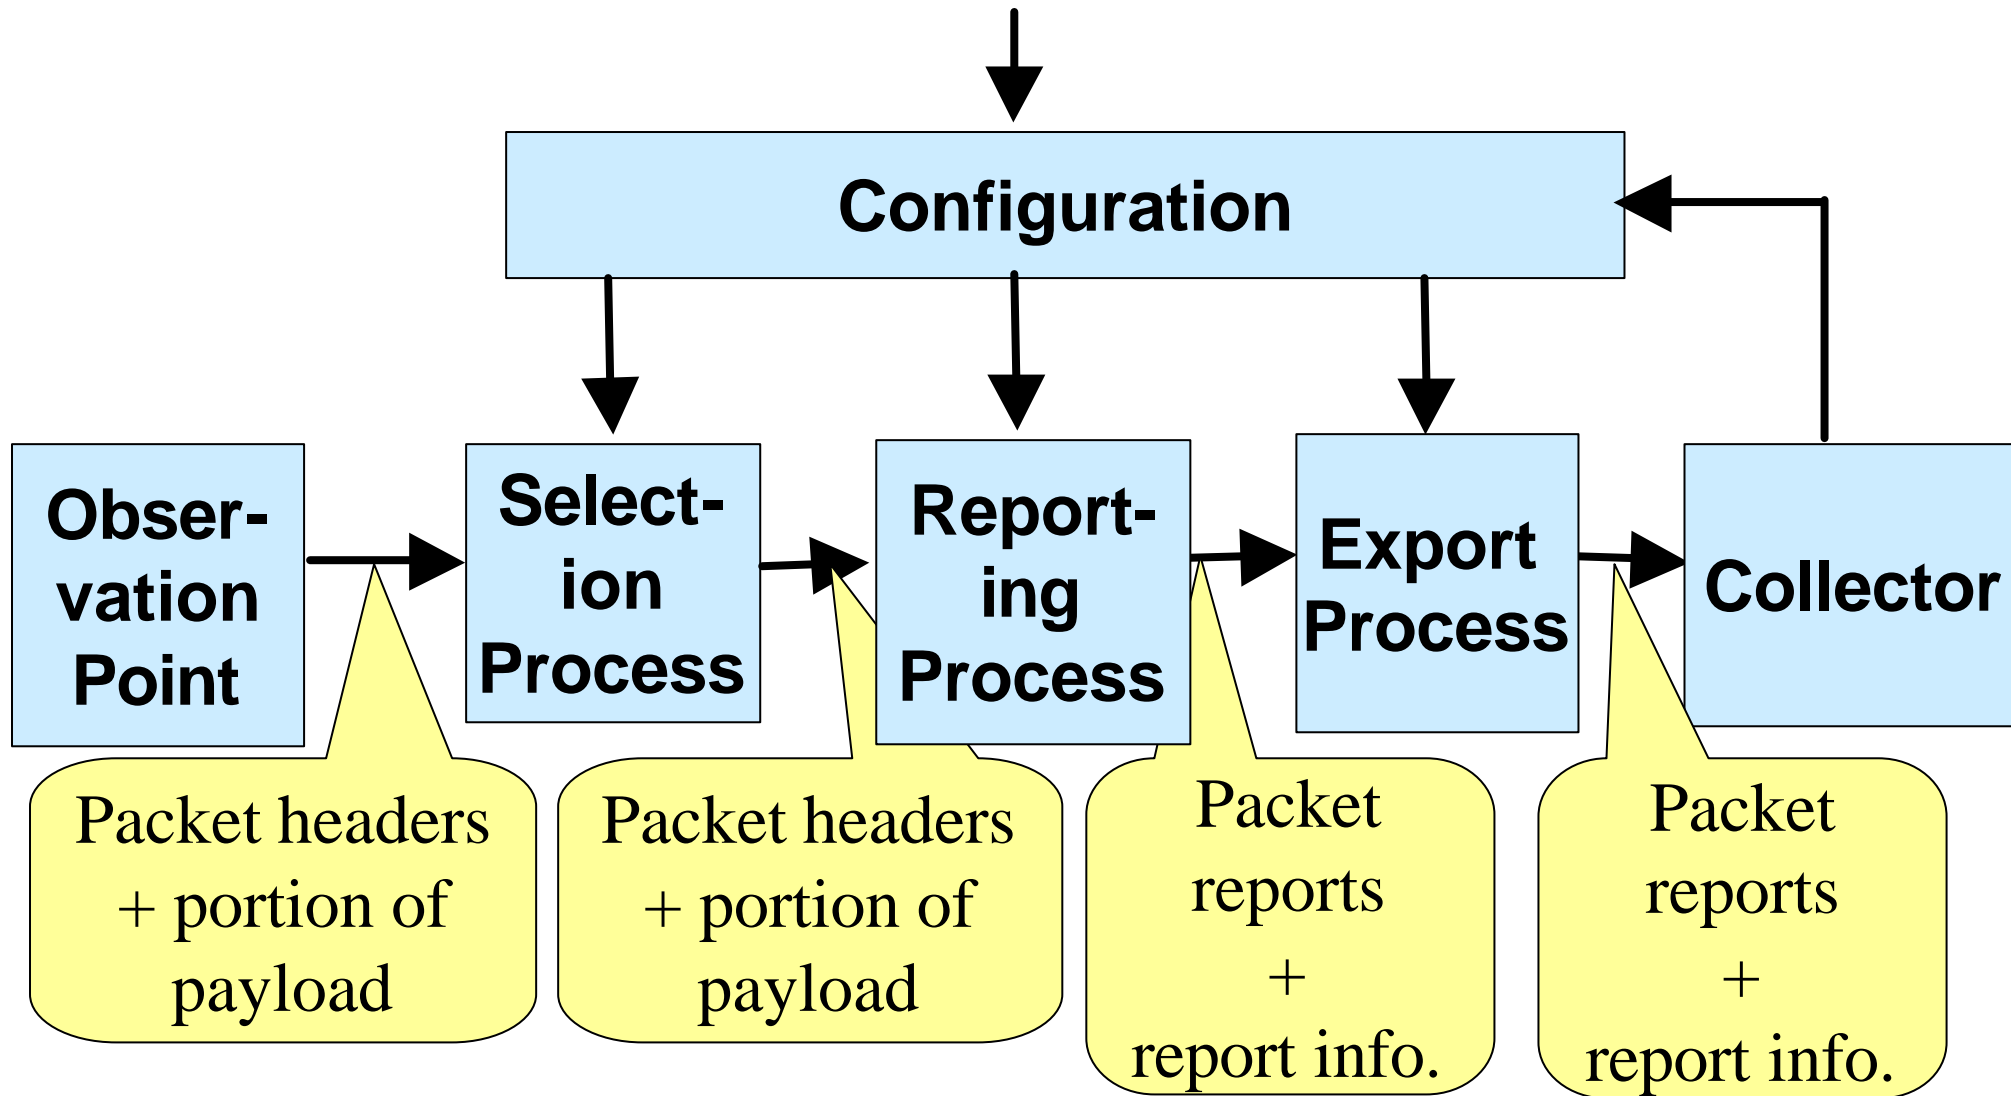 Configuration
Obser-
vation
Point
Select-
ion
Process
Report-
ing
Process
Export
Process
Collector
Packet headers
+ portion of
payload
Packet headers
+ portion of
payload
Packet
reports
+
report info.
Packet
reports
+
report info.